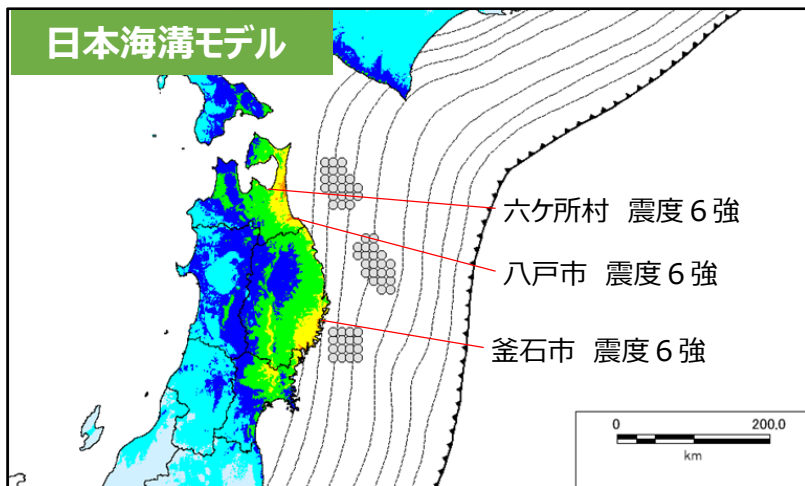 日本海溝モデル
六ケ所村 震度６強
八戸市 震度６強
釜石市 震度６強
0 200.0
km